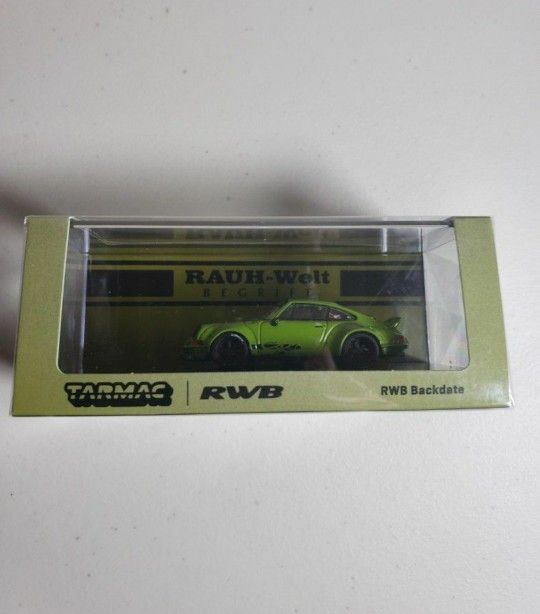 RAUH-Welt
BEGRIFF
TARMAC | RWB
RWB Backdate